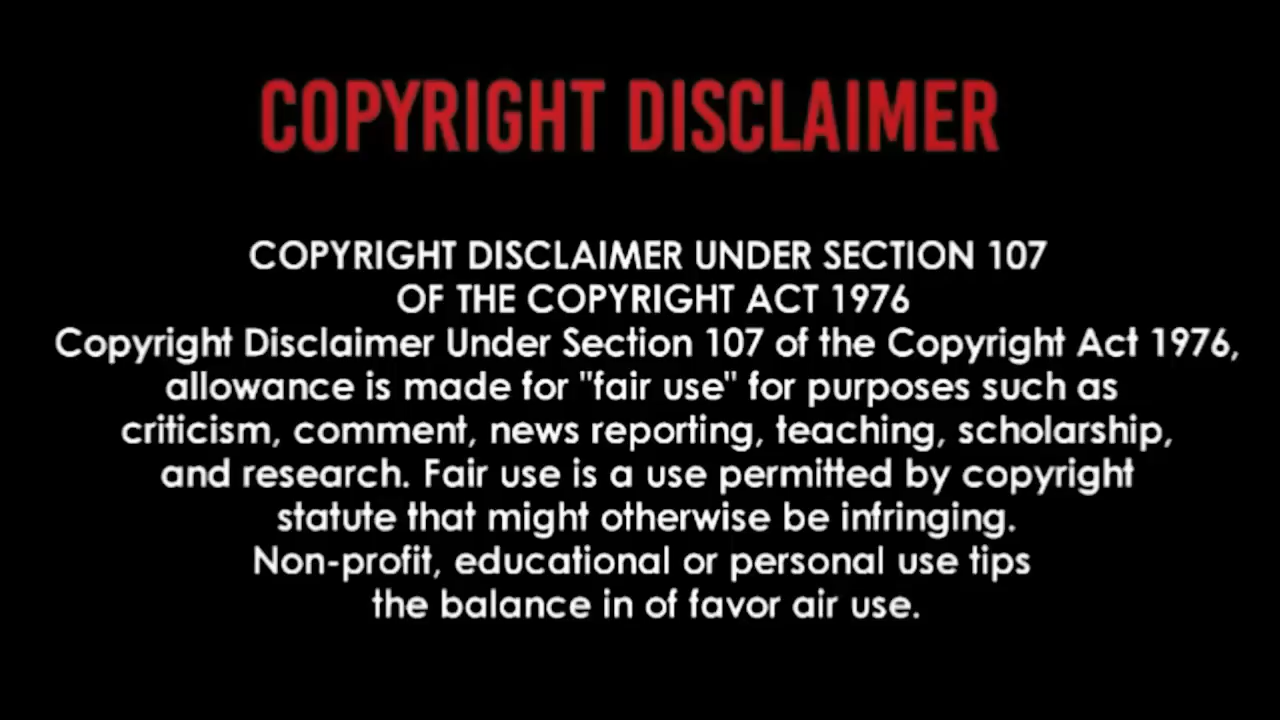 COPYRIGHT DISCLAIMER
COPYRIGHT DISCLAIMER UNDER SECTION 107
OF THE COPYRIGHT ACT 1976
Copyright Disclaimer Under Section 107 of the Copyright Act 1976,
allowance is made for "fair use" for purposes such as
criticism, comment, news reporting, teaching, scholarship,
and research. Fair use is a use permitted by copyright
statute that might otherwise be infringing.
Non-profit, educational or personal use tips
the balance in of favor air use.